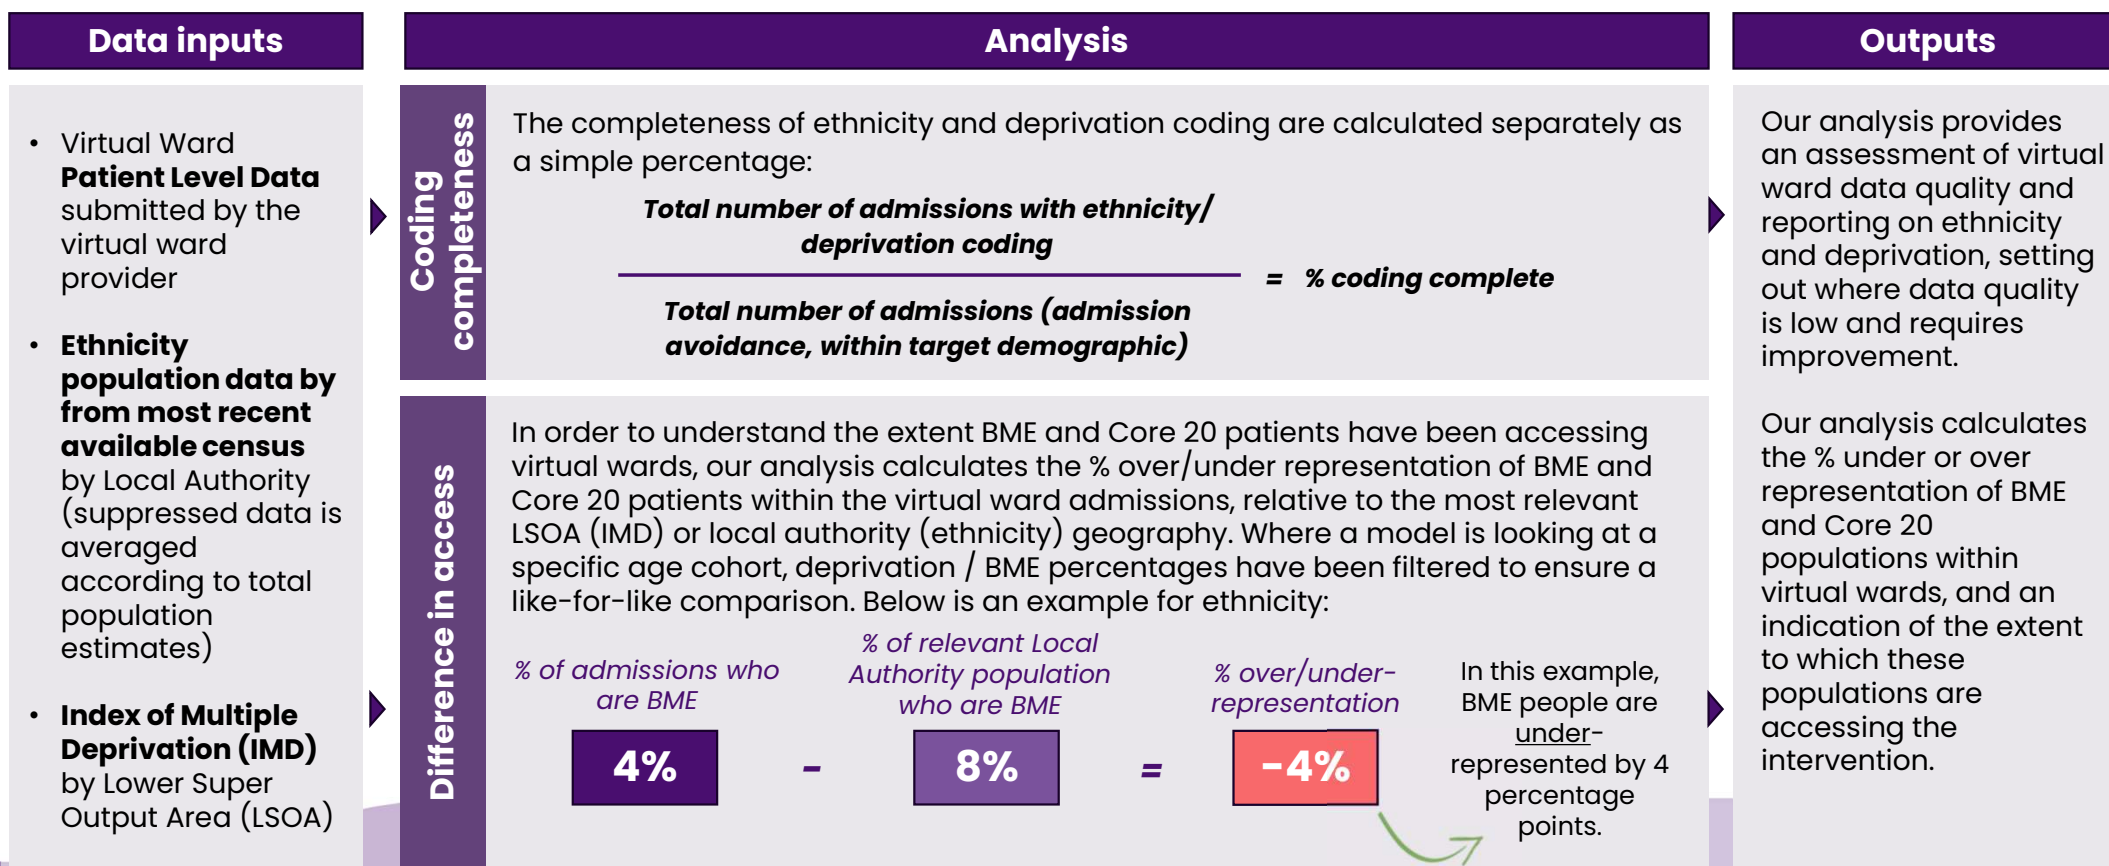 Data inputs
Analysis
Outputs
• Virtual Ward
Patient Level Data
submitted by the
virtual ward
provider
• Ethnicity
population data by
from most recent
available census
by Local Authority
(suppressed data is
averaged
according to total
population
estimates)
• Index of Multiple
Deprivation (IMD)
by Lower Super
Output Area (LSOA)
Coding
completeness
The completeness of ethnicity and deprivation coding are calculated separately as
a simple percentage:
Total number of admissions with ethnicity/
deprivation coding
= % coding complete
Total number of admissions (admission
avoidance, within target demographic)
Difference in access
In order to understand the extent BME and Core 20 patients have been accessing
virtual wards, our analysis calculates the % over/under representation of BME and
Core 20 patients within the virtual ward admissions, relative to the most relevant
LSOA (IMD) or local authority (ethnicity) geography. Where a model is looking at a
specific age cohort, deprivation / BME percentages have been filtered to ensure a
like-for-like comparison. Below is an example for ethnicity:
% of admissions who
are BME
4%
-
% of relevant Local
Authority population
who are BME
8%
=
% over/under-
representation
-4%
In this example,
BME people are
under-
represented by 4
percentage
points.
Our analysis provides
an assessment of virtual
ward data quality and
reporting on ethnicity
and deprivation, setting
out where data quality
is low and requires
improvement.
Our analysis calculates
the % under or over
representation of BME
and Core 20
populations within
virtual wards, and an
indication of the extent
to which these
populations are
accessing the
intervention.